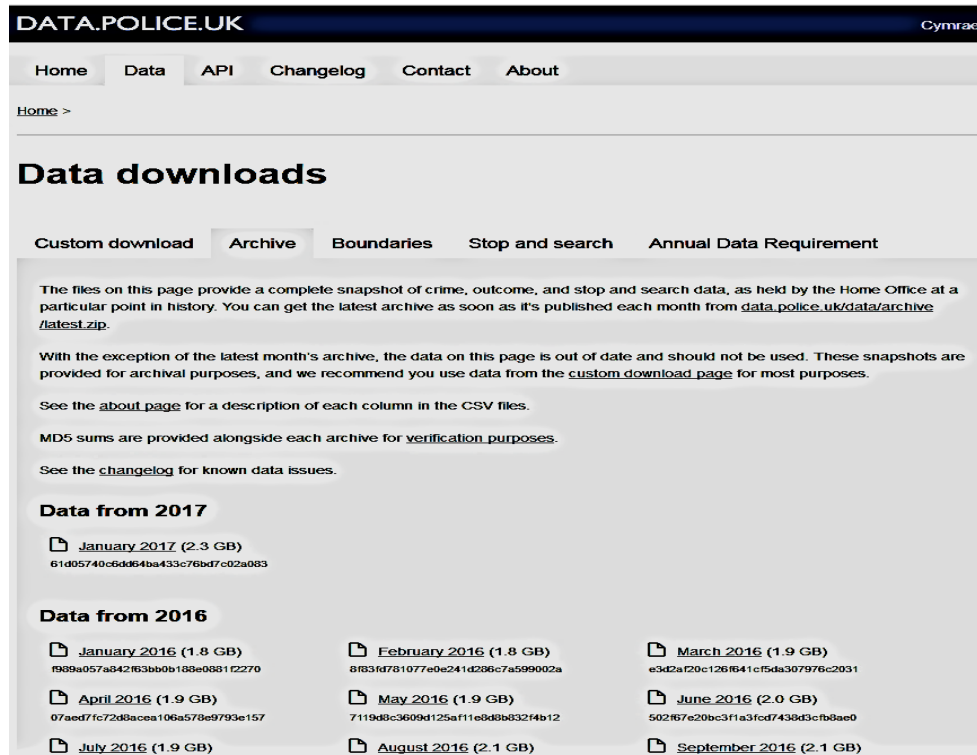 DATA.POLICE.UK
Cymrae
Home Data API Changelog Contact About
Home >
Data downloads
Custom download Archive Boundaries Stop and search Annual Data Requirement
The files on this page provide a complete snapshot of crime, outcome, and stop and search data, as held by the Home Office at a
particular point in history. You can get the latest archive as soon as it's published each month from data.police.uk/data/archive
/latest.zip.
With the exception of the latest month's archive, the data on this page is out of date and should not be used. These snapshots are
provided for archival purposes, and we recommend you use data from the custom download page for most purposes.
See the about page for a description of each column in the CSV files.
MD5 sums are provided alongside each archive for verification purposes.
See the changelog for known data issues.
Data from 2017
January 2017 (2.3 GB)
61d05740c6dd64ba433c76bd7c02a083
Data from 2016
January 2016 (1.8 GB) February 2016 (1.8 GB) March 2016 (1.9 GB)
f989a057a842f63bb0b188e0881f2270 8f83fd781077e0e241d286c7a599002a e3d2af20c126f641cf5da307976c2031
April 2016 (1.9 GB) May 2016 (1.9 GB) June 2016 (2.0 GB)
07aed7fc72d8acea106a578e9793e157 7119d8c3609d125af11e8d8b832f4b12 502f67e20bc3f1a3fcd7438d3cfb8ae0
July 2016 (1.9 GB) August 2016 (2.1 GB) September 2016 (2.1 GB)